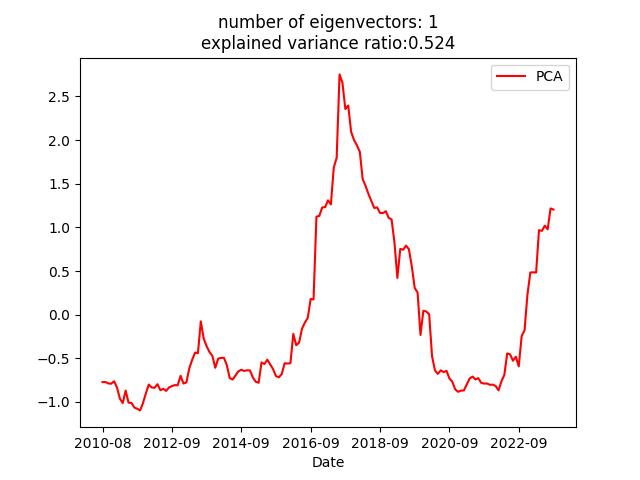 number of eigenvectors: 1
explained variance ratio:0.524
PCA
2.5
2.0
1.5
1.0
0.5
0.0
−0.5
−1.0
2010-08 2012-09 2014-09 2016-09 2018-09 2020-09 2022-09
Date